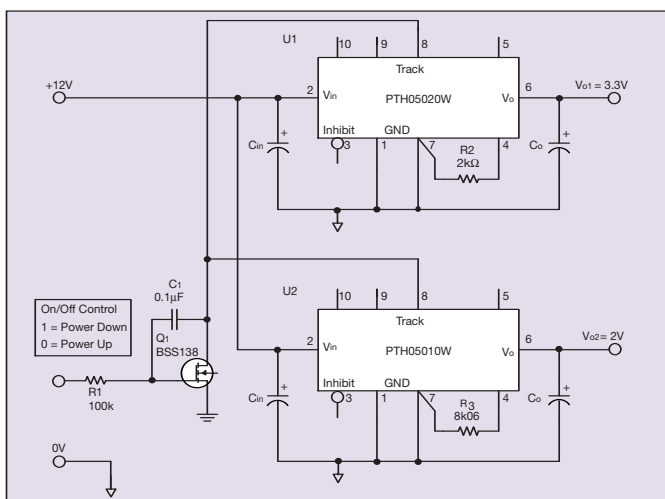 U1
10
9
8
5
Track
+12V
2
Vin
PTH05020W
Vo
6
Vo1 = 3.3V
Inhibit
GND
3
1
7
4
R2
2kΩ
Cin
+
Co
+
C1
0.1µF
Q1
BSS138
On/Off Control
1 = Power Down
0 = Power Up
R1
100k
0V
U2
10
9
8
5
Track
2
Vin
PTH05010W
Vo
6
Vo2= 2V
Inhibit
GND
3
1
7
4
R3
8k06
Cin
+
Co
+